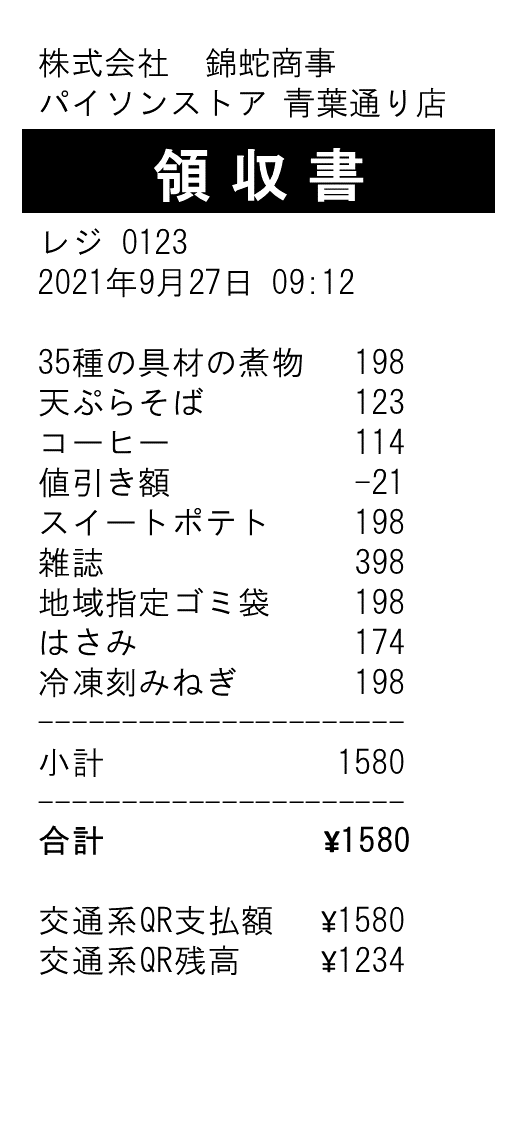 株式会社　錦蛇商事
パイソンストア 青葉通り店
領収書
レジ 0123
2021年9月27日 09:12
35種の具材の煮物 198
天ぷらそば 123
コーヒー 114
値引き額 -21
スイートポテト 198
雑誌 398
地域指定ゴミ袋 198
はさみ 174
冷凍刻みねぎ 198
----------------------
小計 1580
----------------------
合計 ¥1580
交通系QR支払額 ¥1580
交通系QR残高 ¥1234